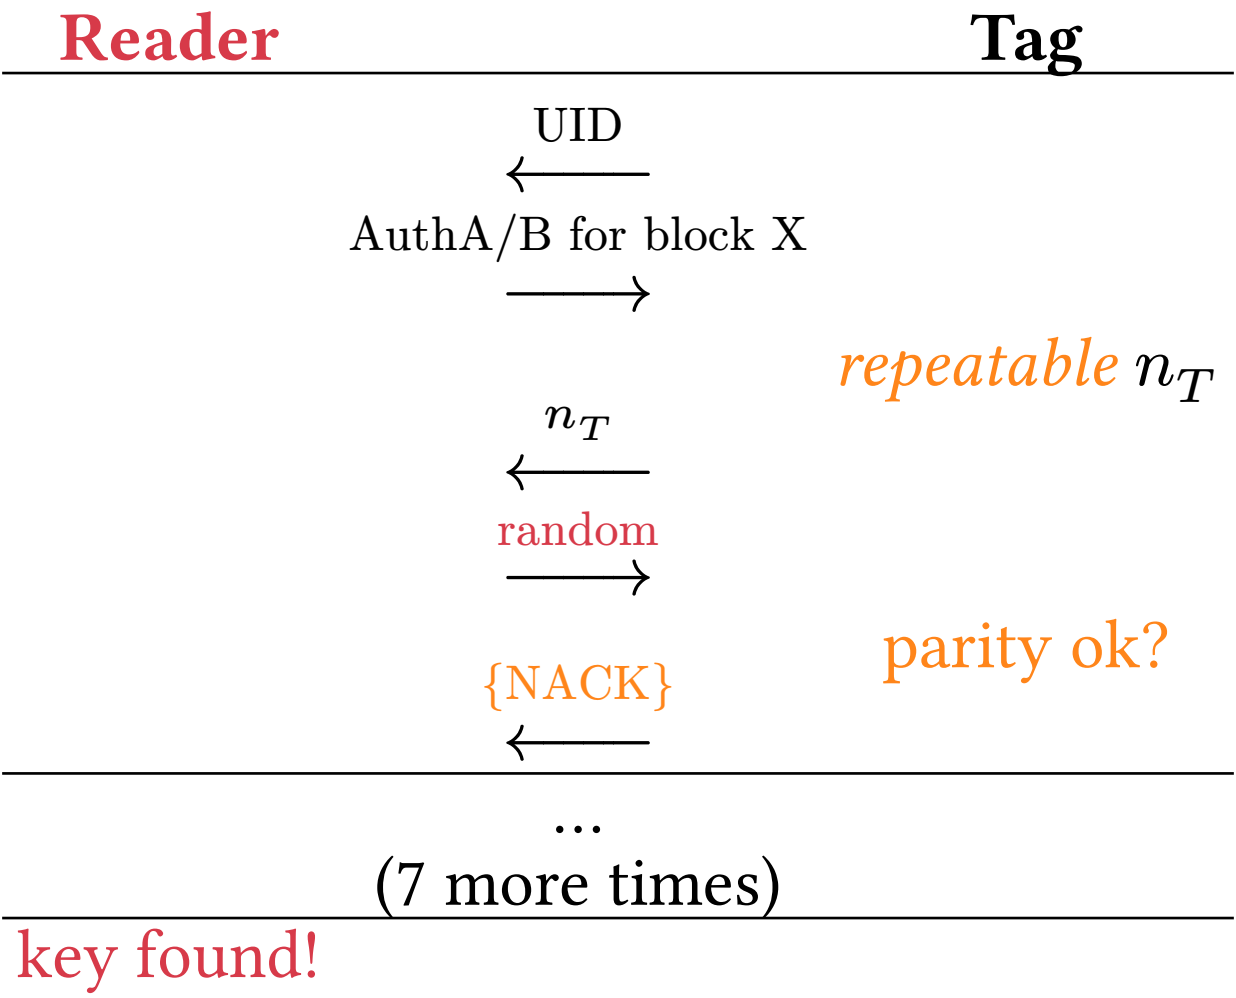 Reader Tag
UID
AuthA/B for block X
repeatable n_T
n_T
random
parity ok?
{NACK}
...
(7 more times)
key found!